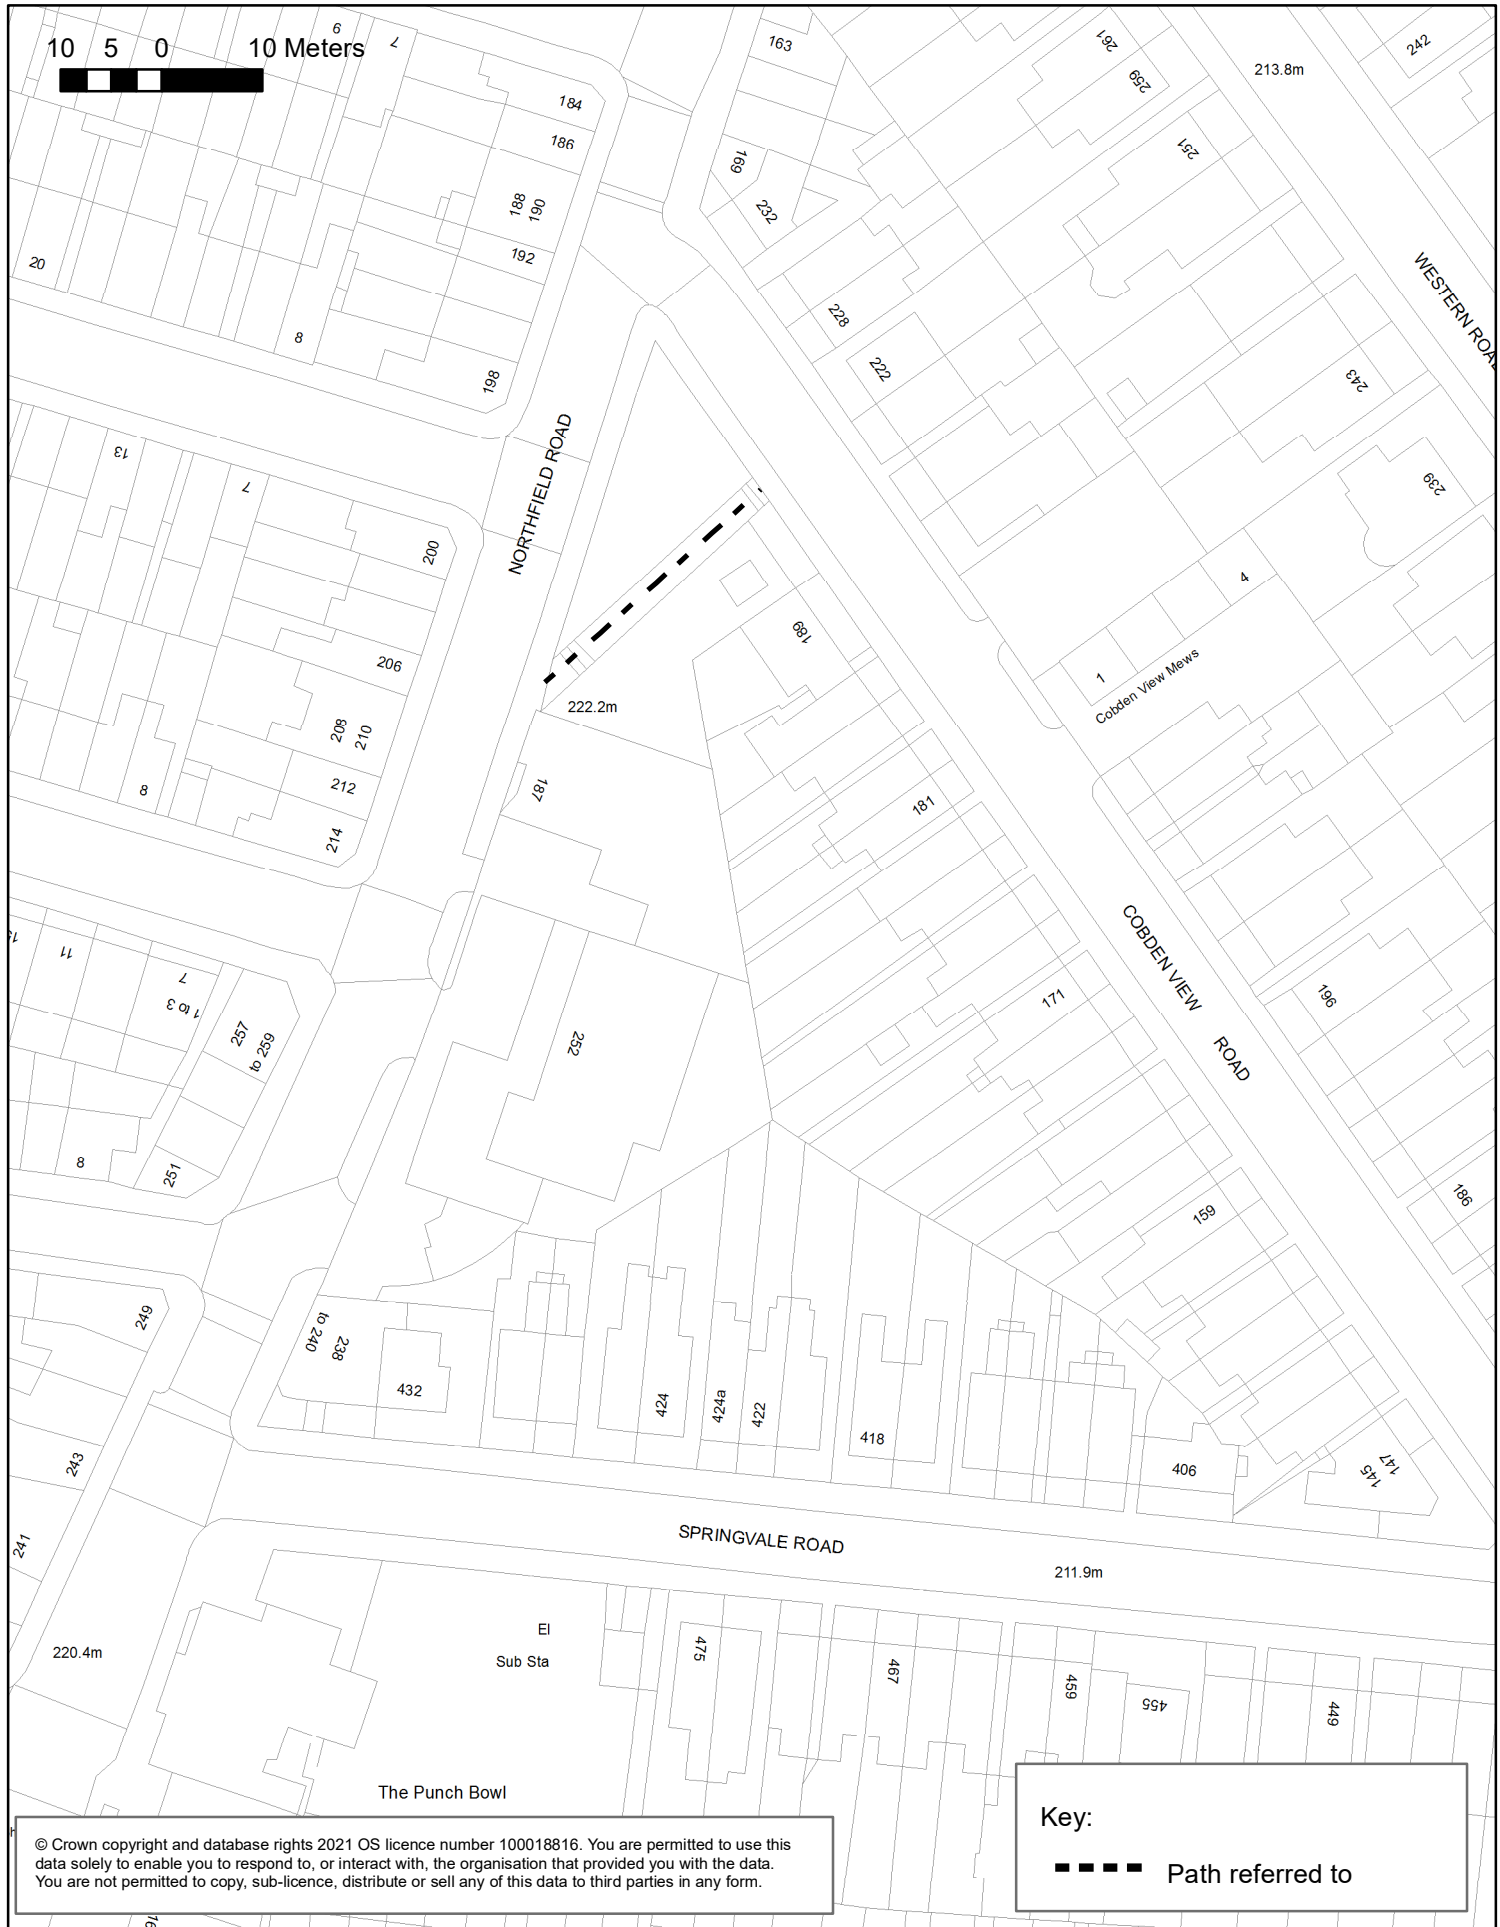 10 5 0 10 Meters
6
7
163
261
259
242
213.8m
184
186
188
190
169
232
251
192
20
8
228
222
198
WESTERN ROAD
243
13
7
NORTHFIELD ROAD
239
200
4
189
206
1
Cobden View Mews
222.2m
208
210
212
8
187
181
214
11
7
1 to 3
257
to 259
COBDEN VIEW
ROAD
171
196
252
8
251
159
186
249
238
to 240
432
424
424a
422
418
406
147
145
243
241
SPRINGVALE ROAD
211.9m
220.4m
El
Sub Sta
475
467
459
455
449
The Punch Bowl
Key:
Path referred to
© Crown copyright and database rights 2021 OS licence number 100018816. You are permitted to use this
data solely to enable you to respond to, or interact with, the organisation that provided you with the data.
You are not permitted to copy, sub-licence, distribute or sell any of this data to third parties in any form.